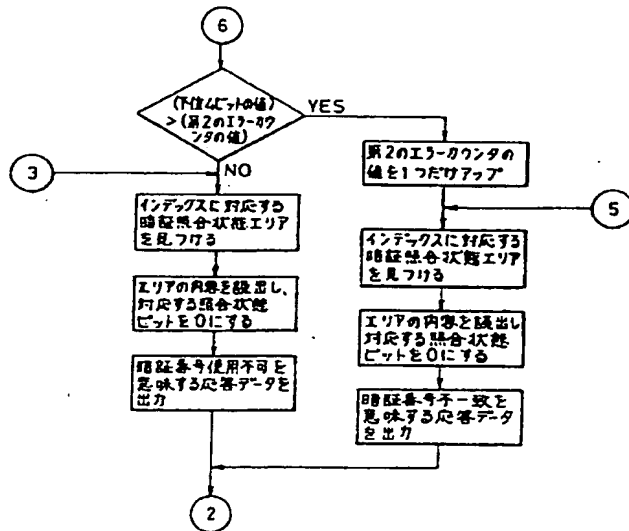 6
(下位4ビットの値)
>(第2のエラーカウ
ンタの値)
YES
NO
3
第2のエラーカウンタの
値を1つだけアップ
5
インデックスに対応する
暗証照合状態エリア
を見つける
エリアの内容を読出し、
対応する照合状態
ビットを0にする
暗証番号使用不可を
意味する応答データを
出力
インデックスに対応する
暗証照合状態エリア
を見つける
エリアの内容を読出し
対応する照合状態
ビットを0にする
暗証番号不一致を
意味する応答データ
を出力
2